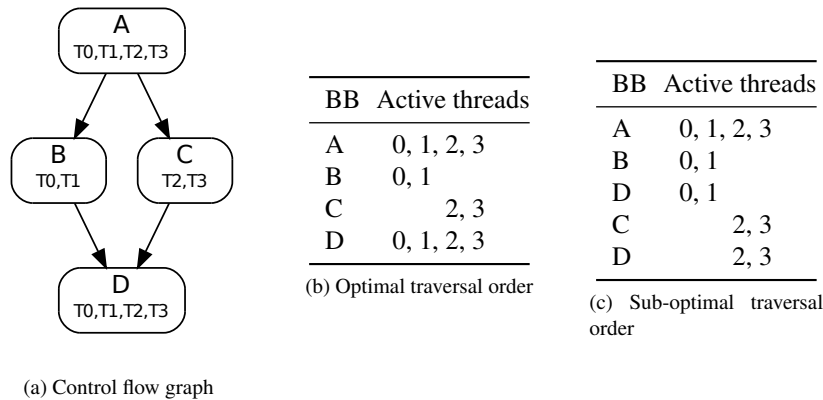 A
T0,T1,T2,T3
B
T0,T1
C
T2,T3
D
T0,T1,T2,T3
(a) Control flow graph
BB Active threads
A 0, 1, 2, 3
B 0, 1
C 2, 3
D 0, 1, 2, 3
(b) Optimal traversal order
BB Active threads
A 0, 1, 2, 3
B 0, 1
D 0, 1
C 2, 3
D 2, 3
(c) Sub-optimal traversal
order